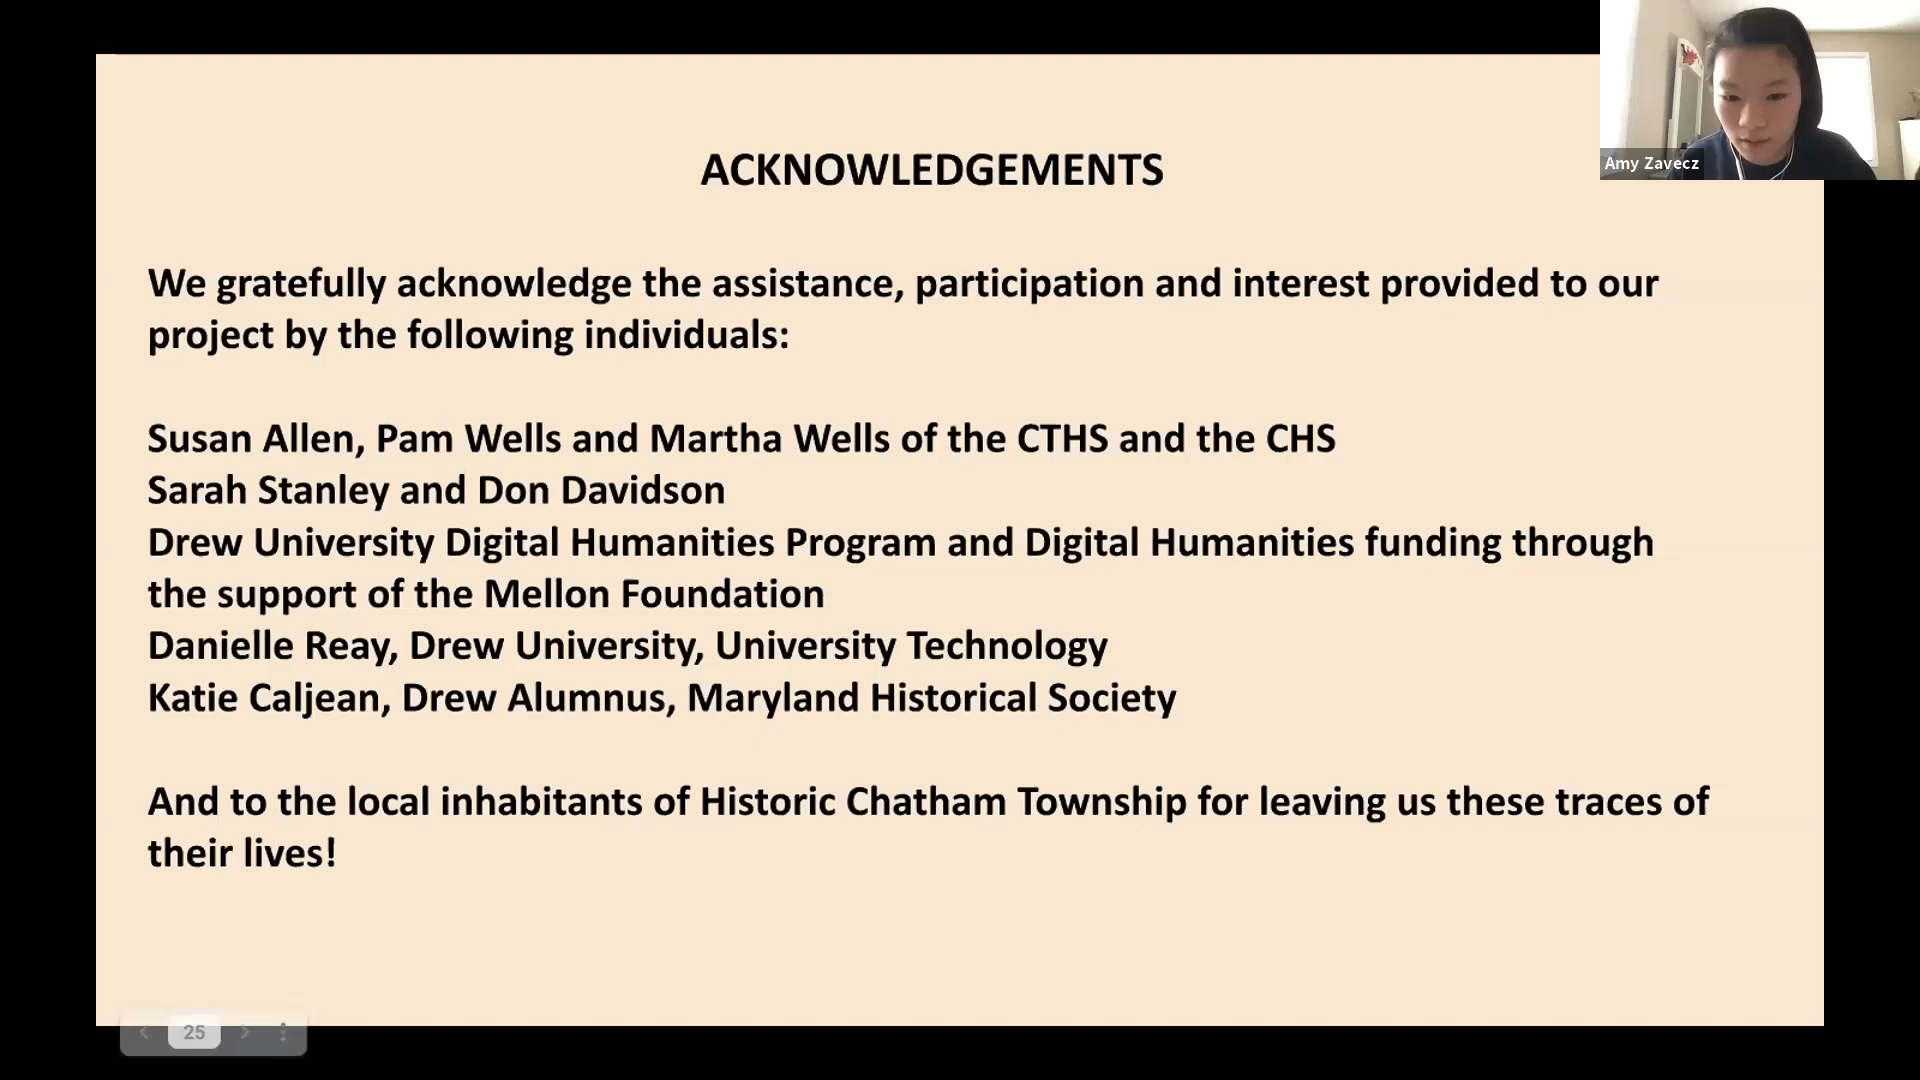 Amy Zavecz
ACKNOWLEDGEMENTS
We gratefully acknowledge the assistance, participation and interest provided to our
project by the following individuals:
Susan Allen, Pam Wells and Martha Wells of the CTHS and the CHS
Sarah Stanley and Don Davidson
Drew University Digital Humanities Program and Digital Humanities funding through
the support of the Mellon Foundation
Danielle Reay, Drew University, University Technology
Katie Caljean, Drew Alumnus, Maryland Historical Society
And to the local inhabitants of Historic Chatham Township for leaving us these traces of
their lives!
25